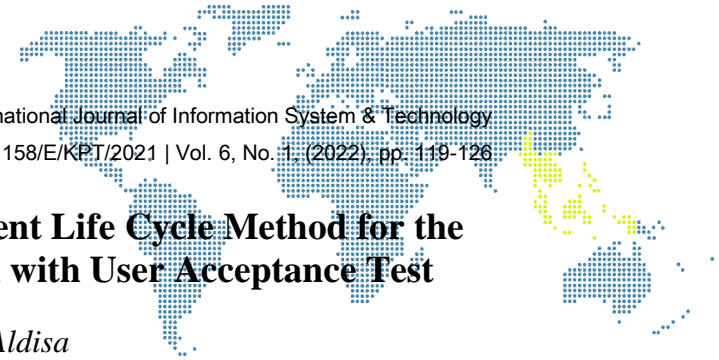 national Journal of Information System & Technology
158/E/KPT/2021 | Vol. 6, No. 1, (2022), pp. 119-126
ent Life Cycle Method for the
with User Acceptance Test
Aldisa